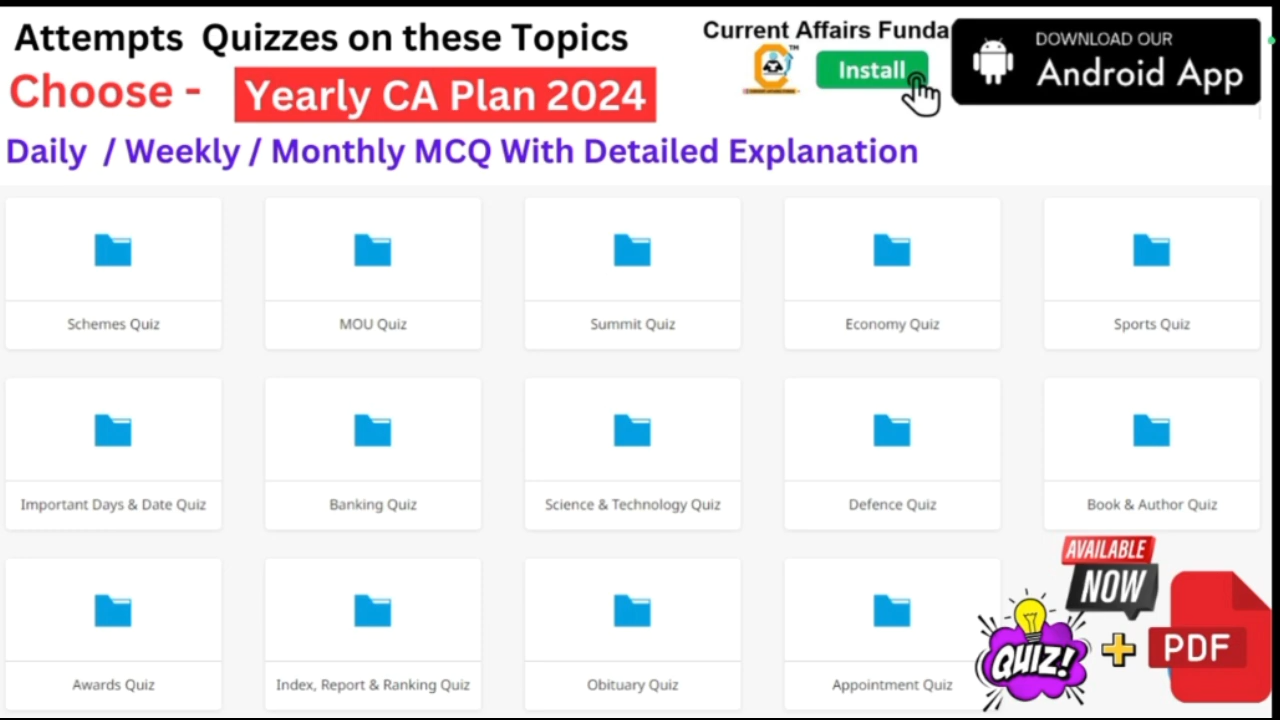 Attempts Quizzes on these Topics
Current Affairs Funda
Install
DOWNLOAD OUR
Android App
Choose - Yearly CA Plan 2024
Daily / Weekly / Monthly MCQ With Detailed Explanation
Schemes Quiz
MOU Quiz
Summit Quiz
Economy Quiz
Sports Quiz
Important Days & Date Quiz
Banking Quiz
Science & Technology Quiz
Defence Quiz
Book & Author Quiz
AVAILABLE
NOW
QUIZ! + PDF
Awards Quiz
Index, Report & Ranking Quiz
Obituary Quiz
Appointment Quiz